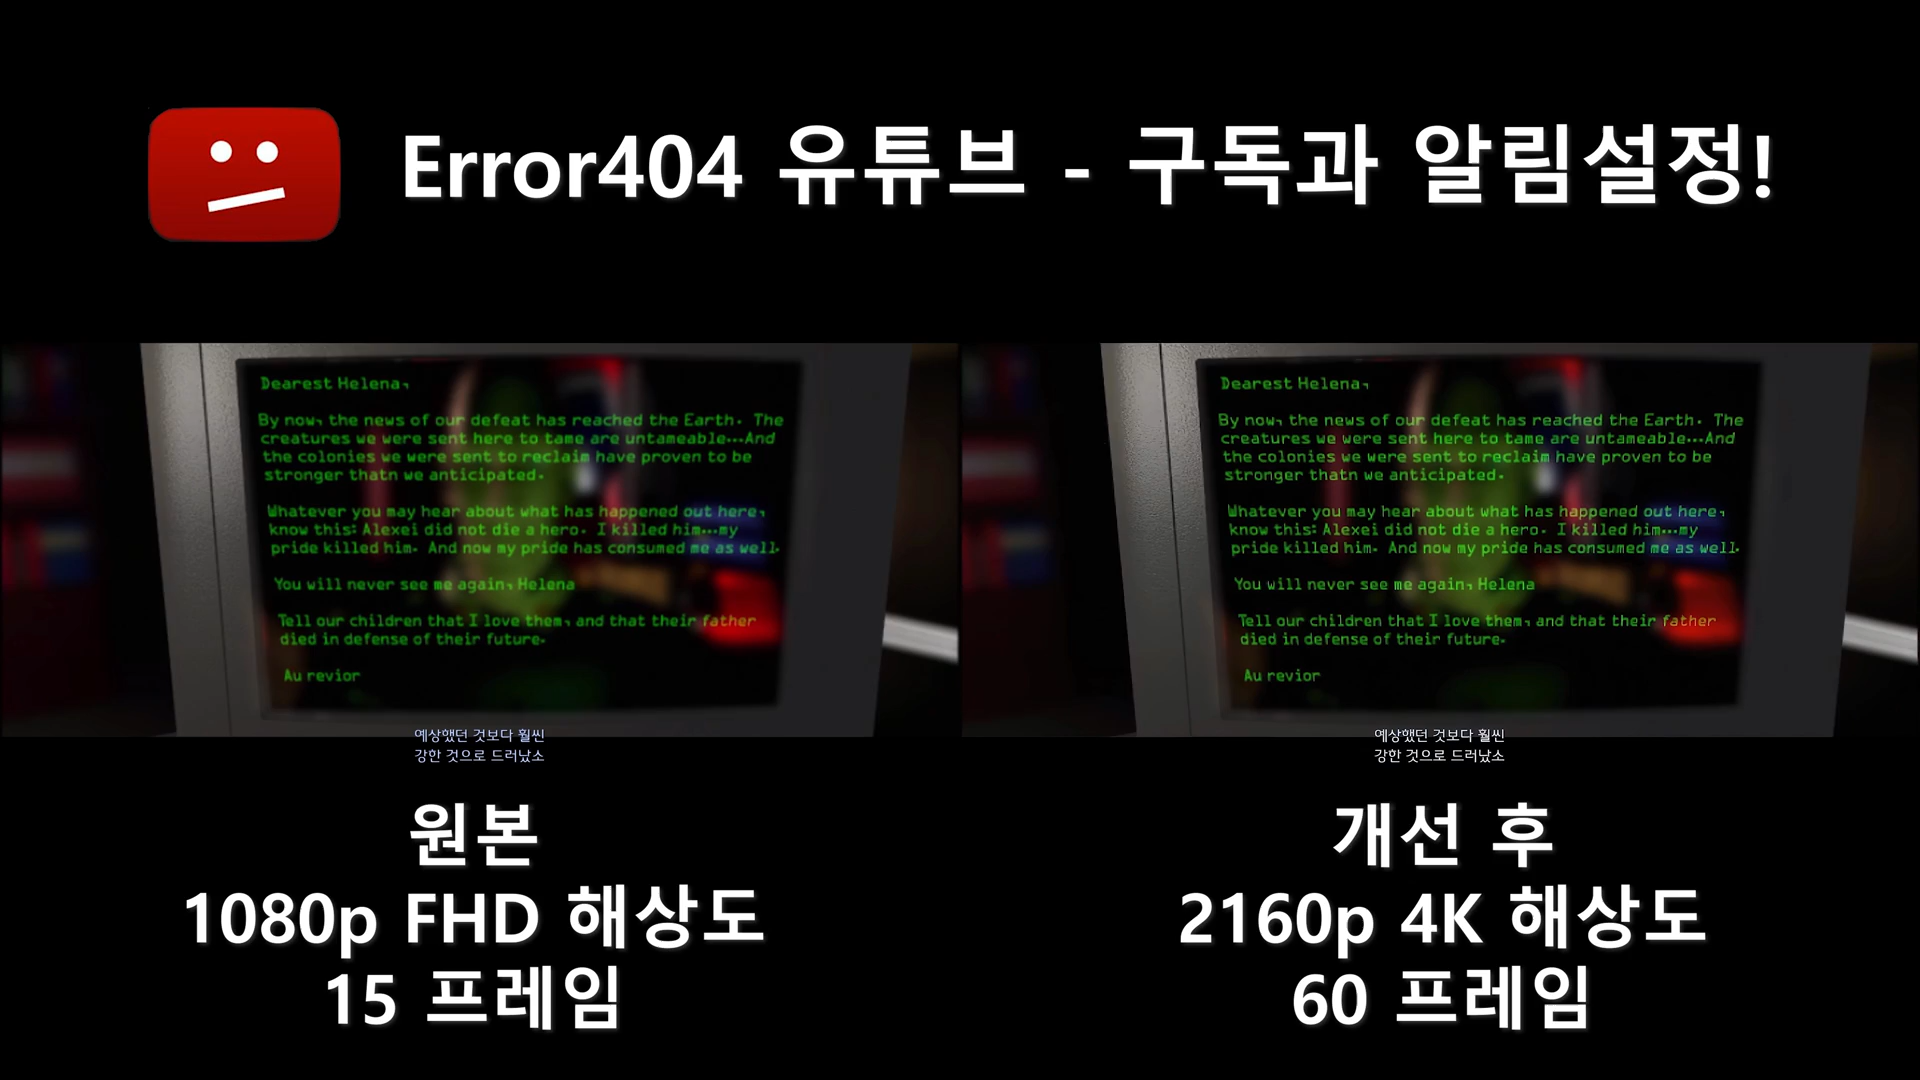 Error404 유튜브 - 구독과 알림설정!
Dearest Helena,
By now, the news of our defeat has reached the Earth. The
creatures we were sent here to tame are untameable...And
the colonies we were sent to reclaim have proven to be
stronger thatn we anticipated.
Whatever you may hear about what has happened out here,
know this: Alexei did not die a hero. I killed him...my
pride killed him. And now my pride has consumed me as well.
You will never see me again, Helena
Tell our children that I love them, and that their father
died in defense of their future.
Au revior
예상했던 것보다 훨씬
강한 것으로 드러났소
원본
1080p FHD 해상도
15 프레임
Dearest Helena,
By now, the news of our defeat has reached the Earth. The
creatures we were sent here to tame are untameable...And
the colonies we were sent to reclaim have proven to be
stronger thatn we anticipated.
Whatever you may hear about what has happened out here,
know this: Alexei did not die a hero. I killed him...my
pride killed him. And now my pride has consumed me as well.
You will never see me again, Helena
Tell our children that I love them, and that their father
died in defense of their future.
Au revior
예상했던 것보다 훨씬
강한 것으로 드러났소
개선 후
2160p 4K 해상도
60 프레임